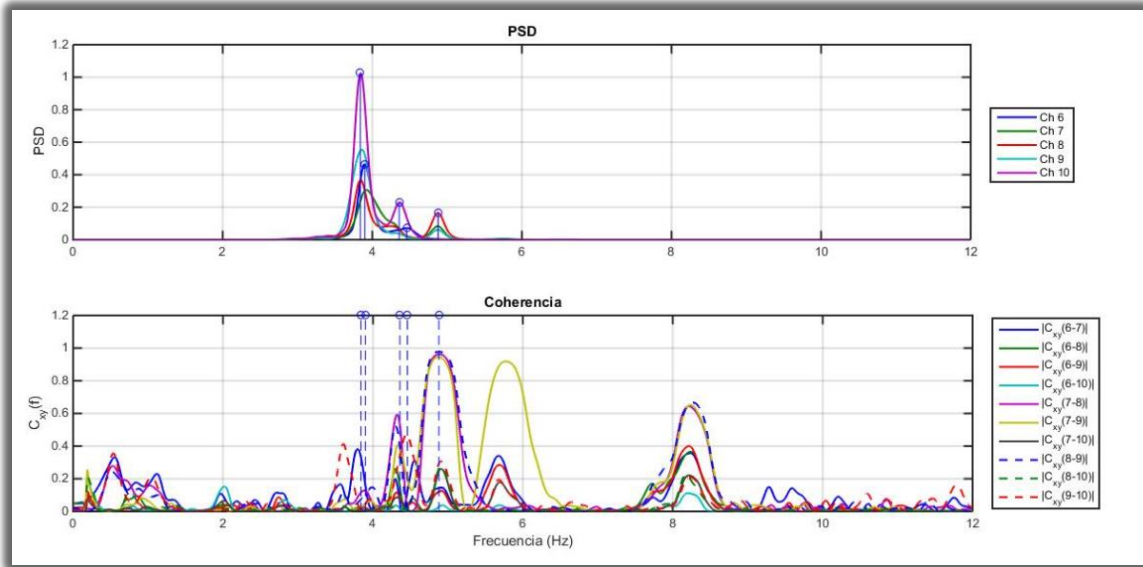 PSD
1.2
1
0.8
0.6
0.4
0.2
0
PSD
0 2 4 6 8 10 12
Ch 6
Ch 7
Ch 8
Ch 9
Ch 10
Coherencia
1.2
1
0.8
0.6
0.4
0.2
0
C_xy(f)
0 2 4 6 8 10 12
Frecuencia (Hz)
|C_xy(6-7)|
|C_xy(6-8)|
|C_xy(6-9)|
|C_xy(6-10)|
|C_xy(7-8)|
|C_xy(7-9)|
|C_xy(7-10)|
|C_xy(8-9)|
|C_xy(8-10)|
|C_xy(9-10)|